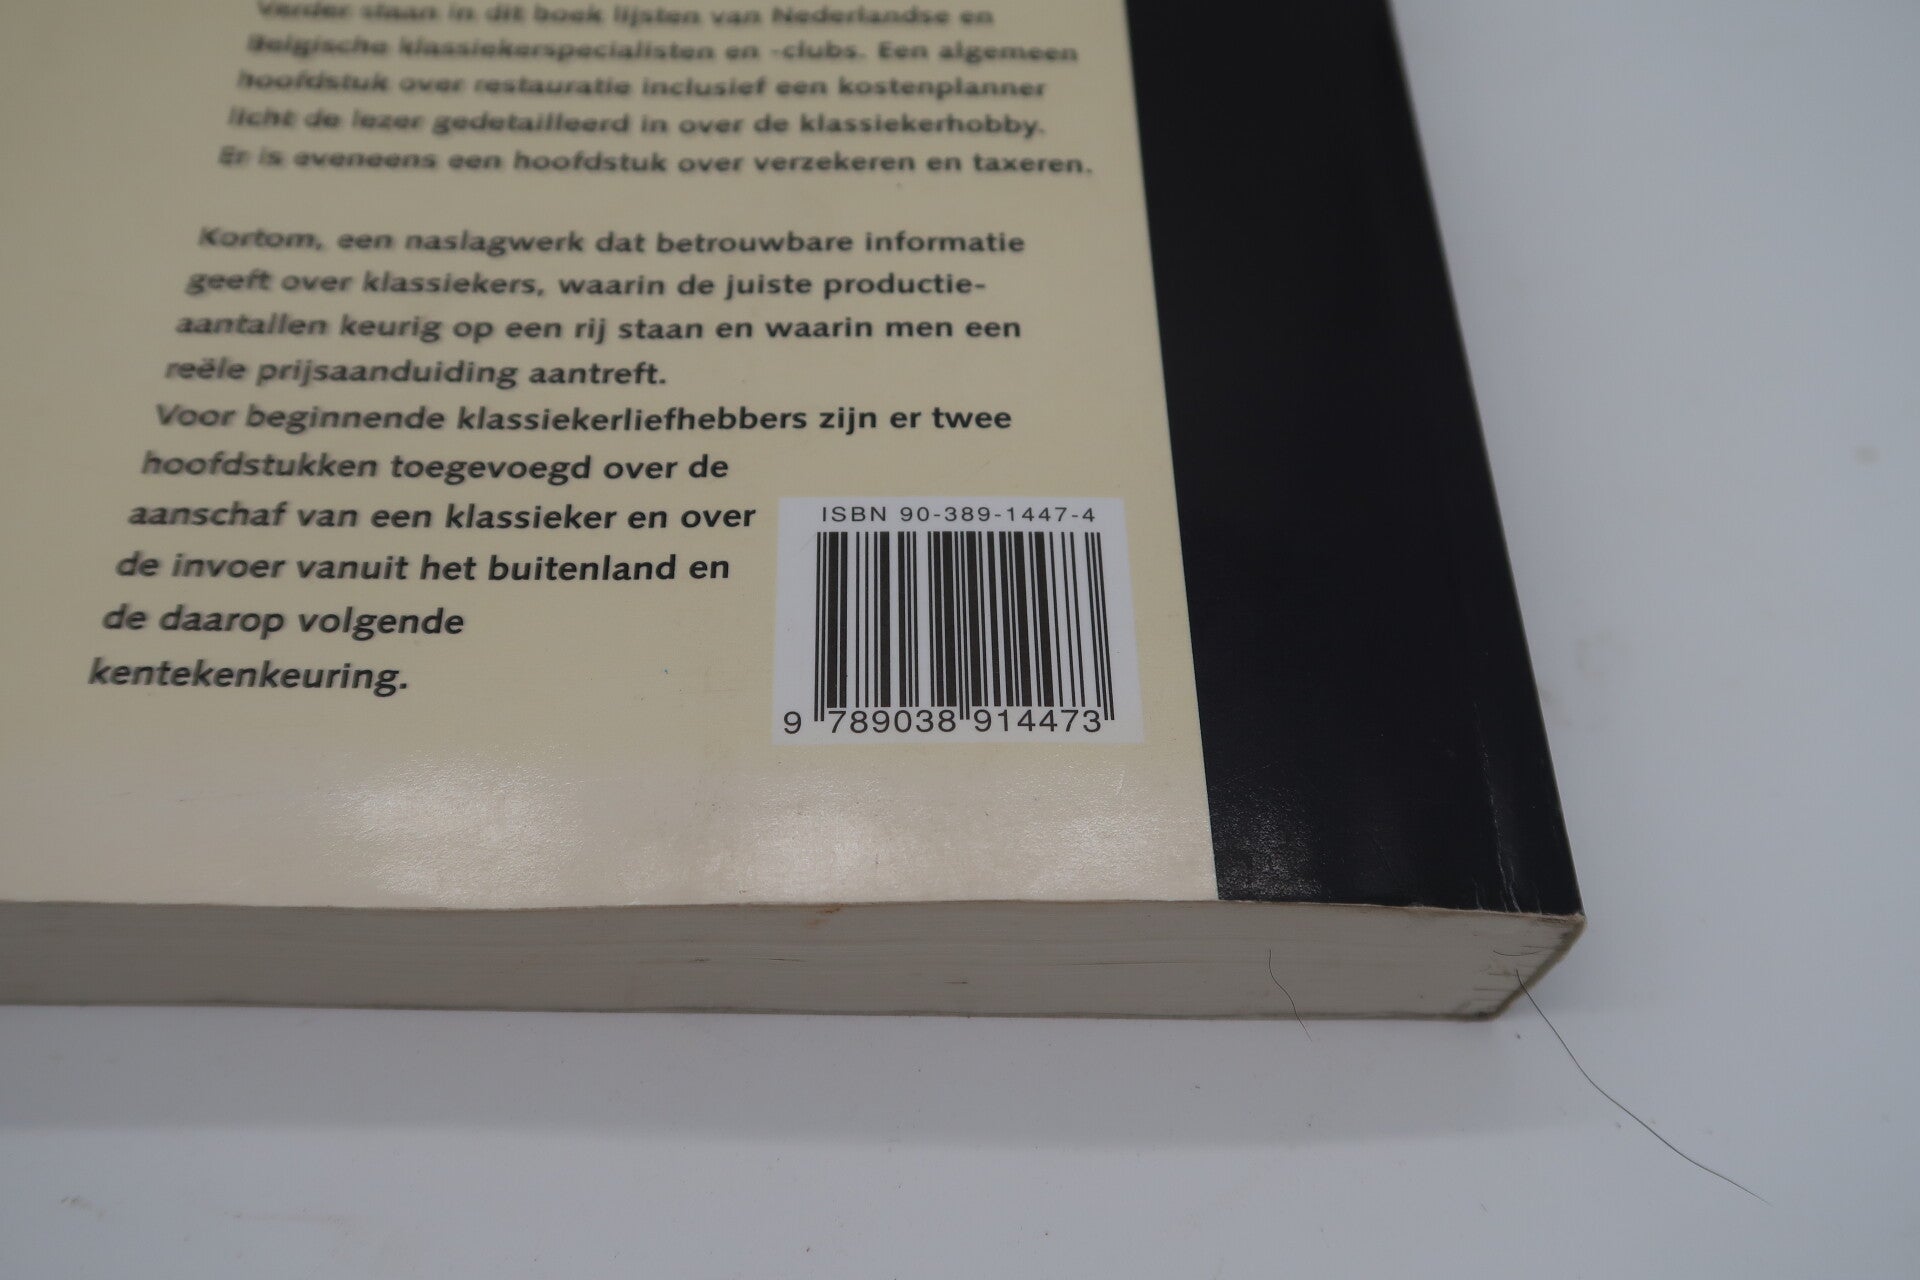 Verder staan in dit boek lijsten van Nederlandse en
Belgische klassiekerspecialisten en -clubs. Een algemeen
hoofdstuk over restauratie inclusief een kostenplanner
licht de lezer gedetailleerd in over de klassiekerhobby.
Er is eveneens een hoofdstuk over verzekeren en taxeren.
Kortom, een naslagwerk dat betrouwbare informatie
geeft over klassiekers, waarin de juiste productie-
aantallen keurig op een rij staan en waarin men een
reële prijsaanduiding aantreft.
Voor beginnende klassiekerliefhebbers zijn er twee
hoofdstukken toegevoegd over de
aanschaf van een klassieker en over
de invoer vanuit het buitenland en
de daarop volgende
kentekenkeuring.
ISBN 90-389-1447-4
9 789038 914473